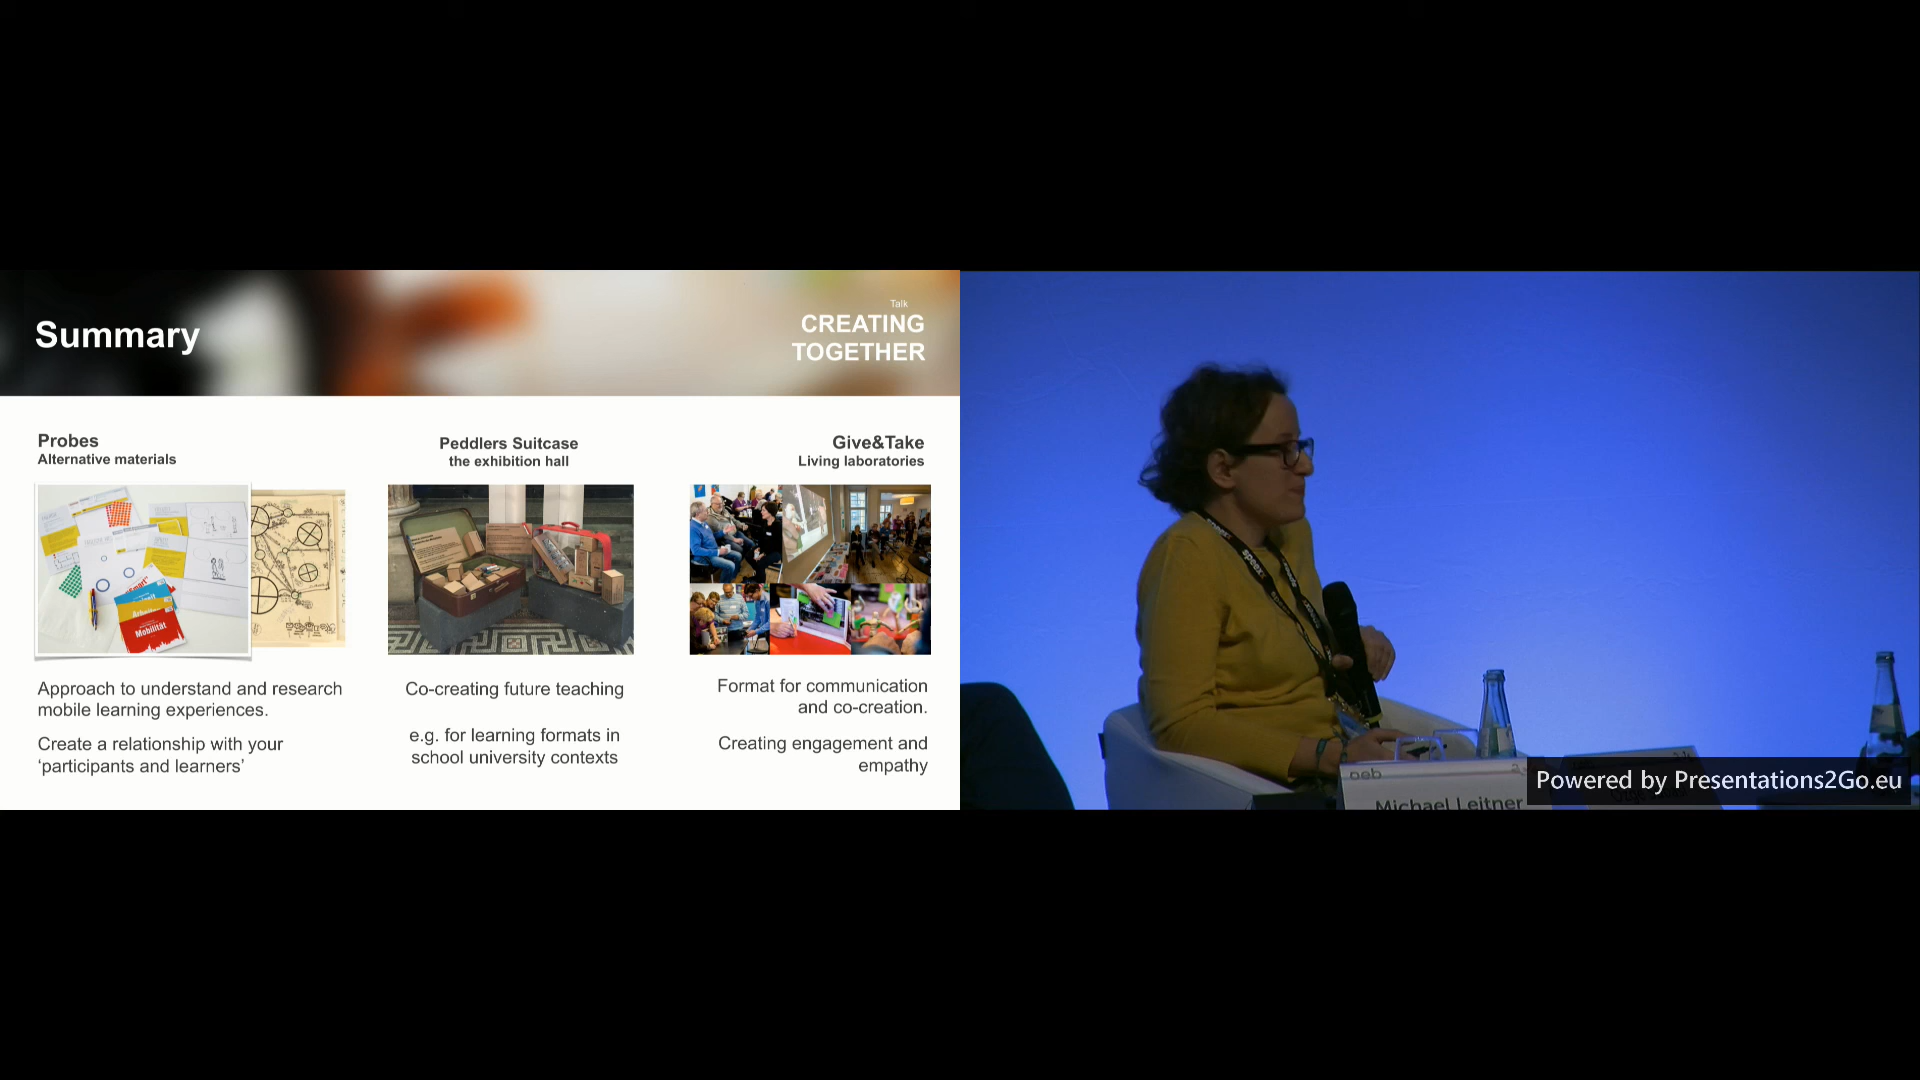 Summary
Talk
CREATING
TOGETHER
Probes
Alternative materials
Peddlers Suitcase
the exhibition hall
Give&Take
Living laboratories
Mobilität
Approach to understand and research
mobile learning experiences.
Create a relationship with your
‘participants and learners’
Co-creating future teaching
e.g. for learning formats in
school university contexts
Format for communication
and co-creation.
Creating engagement and
empathy
speex
oeb
Michael Leitner
Powered by Presentations2Go.eu